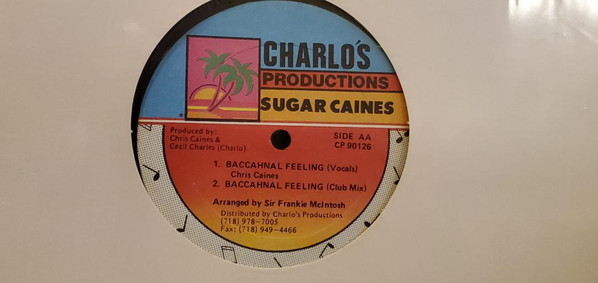 CHARLO'S
PRODUCTIONS
SUGAR CAINES
Produced by:
Chris Caines &
Cecil Charles (Charlo)
SIDE AA
CP 90126
1. BACCAHNAL FEELING (Vocals)
Chris Caines
2. BACCAHNAL FEELING (Club Mix)
Arranged by Sir Frankie McIntosh
Distributed by Charlo's Productions
(718) 978-7005
Fax: (718) 949-4466